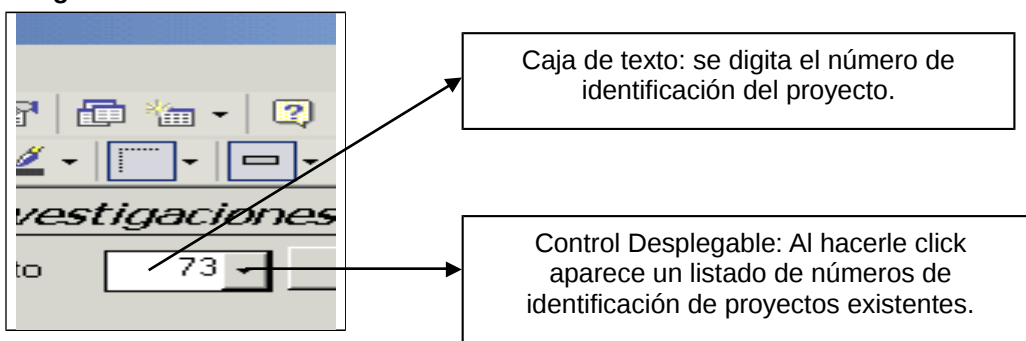 Caja de texto: se digita el número de
identificación del proyecto.
vestigaciones
to
73
Control Desplegable: Al hacerle click
aparece un listado de números de
identificación de proyectos existentes.